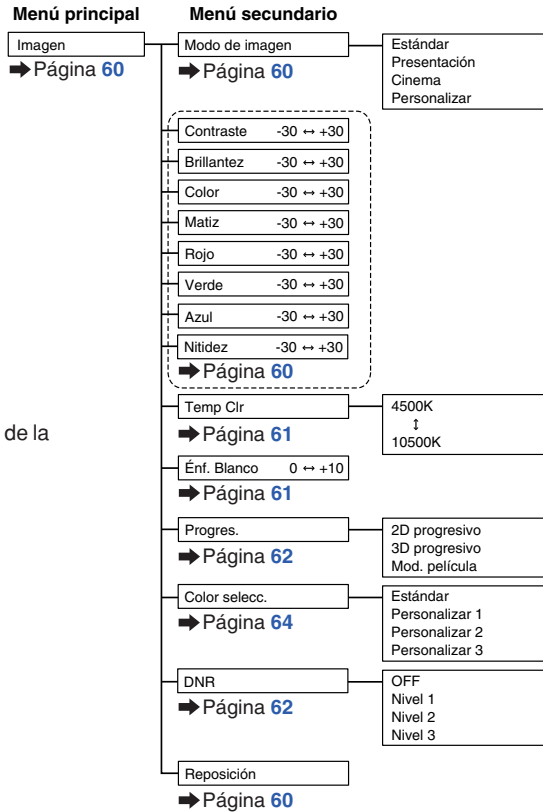 Menú principal
Menú secundario
Imagen
➡Página 60
Modo de imagen
➡Página 60
Estándar
Presentación
Cinema
Personalizar
Contraste -30 ↔ +30
Brillantez -30 ↔ +30
Color -30 ↔ +30
Matiz -30 ↔ +30
Rojo -30 ↔ +30
Verde -30 ↔ +30
Azul -30 ↔ +30
Nitidez -30 ↔ +30
➡Página 60
de la
Temp Clr
➡Página 61
4500K
↕
10500K
Énf. Blanco 0 ↔ +10
➡Página 61
Progres.
➡Página 62
2D progresivo
3D progresivo
Mod. película
Color selecc.
➡Página 64
Estándar
Personalizar 1
Personalizar 2
Personalizar 3
DNR
➡Página 62
OFF
Nivel 1
Nivel 2
Nivel 3
Reposición
➡Página 60